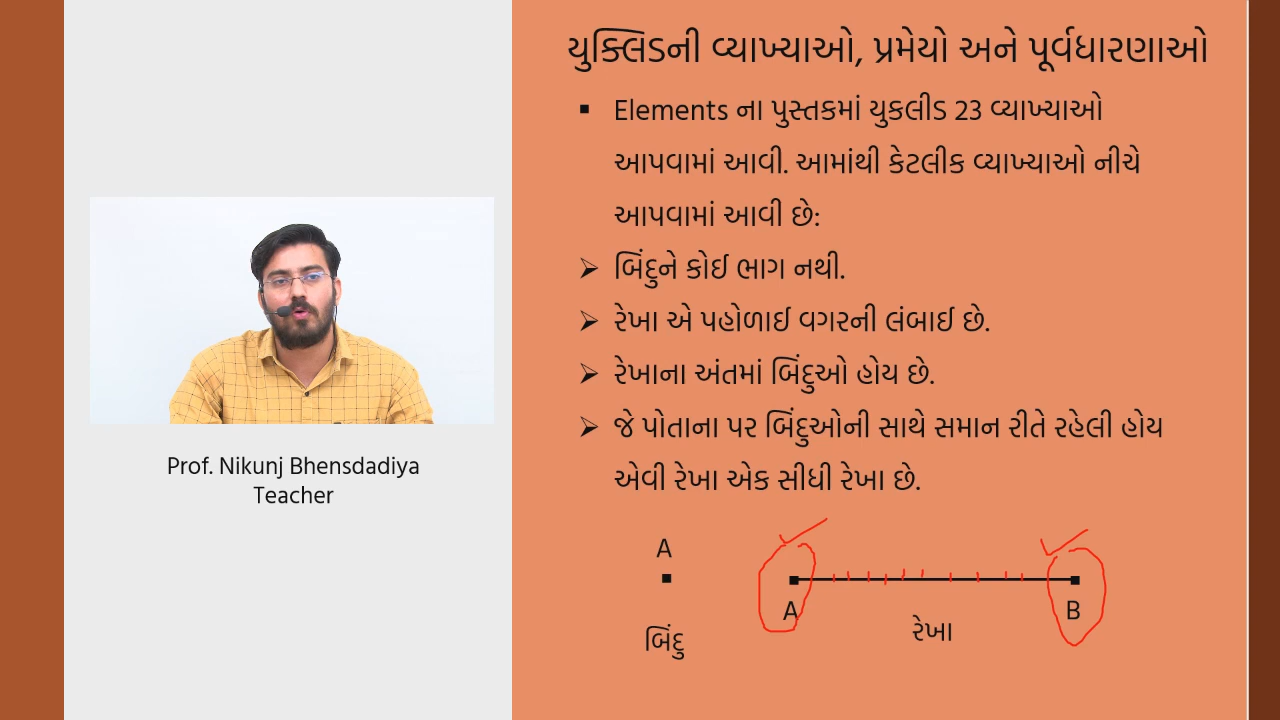 યુક્લિડની વ્યાખ્યાઓ, પ્રમેયો અને પૂર્વધારણાઓ
Elements ના પુસ્તકમાં યુકલીડ 23 વ્યાખ્યાઓ
આપવામાં આવી. આમાંથી કેટલીક વ્યાખ્યાઓ નીચે
આપવામાં આવી છે:
બિંદુને કોઈ ભાગ નથી.
રેખા એ પહોળાઈ વગરની લંબાઈ છે.
રેખાના અંતમાં બિંદુઓ હોય છે.
જે પોતાના પર બિંદુઓની સાથે સમાન રીતે રહેલી હોય
એવી રેખા એક સીધી રેખા છે.
A
બિંદુ
A
B
રેખા
Prof. Nikunj Bhensdadiya
Teacher